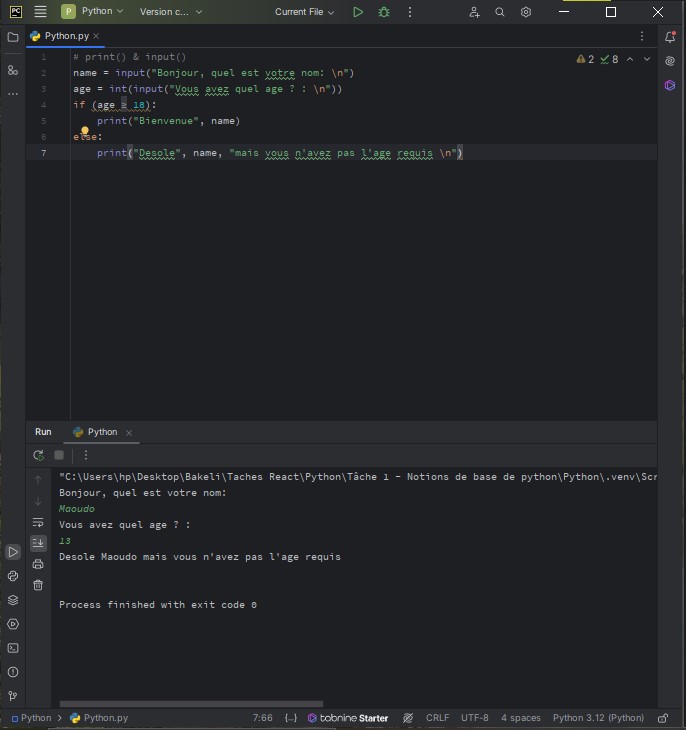 PC
P Python Version c... Current File
Python.py
2 8
1 # print() & input()
2 name = input("Bonjour, quel est votre nom: \n")
3 age = int(input("Vous avez quel age ? : \n"))
4 if (age ≥ 18):
5 print("Bienvenue", name)
6 else:
7 print("Desole", name, "mais vous n'avez pas l'age requis \n")
Run Python
"C:\Users\hp\Desktop\Bakeli\Taches React\Python\Tâche 1 - Notions de base de python\Python\.venv\Scr
Bonjour, quel est votre nom:
Maoudo
Vous avez quel age ? :
13
Desole Maoudo mais vous n'avez pas l'age requis
Process finished with exit code 0
Python > Python.py 7:66 {..} tabnine Starter CRLF UTF-8 4 spaces Python 3.12 (Python)